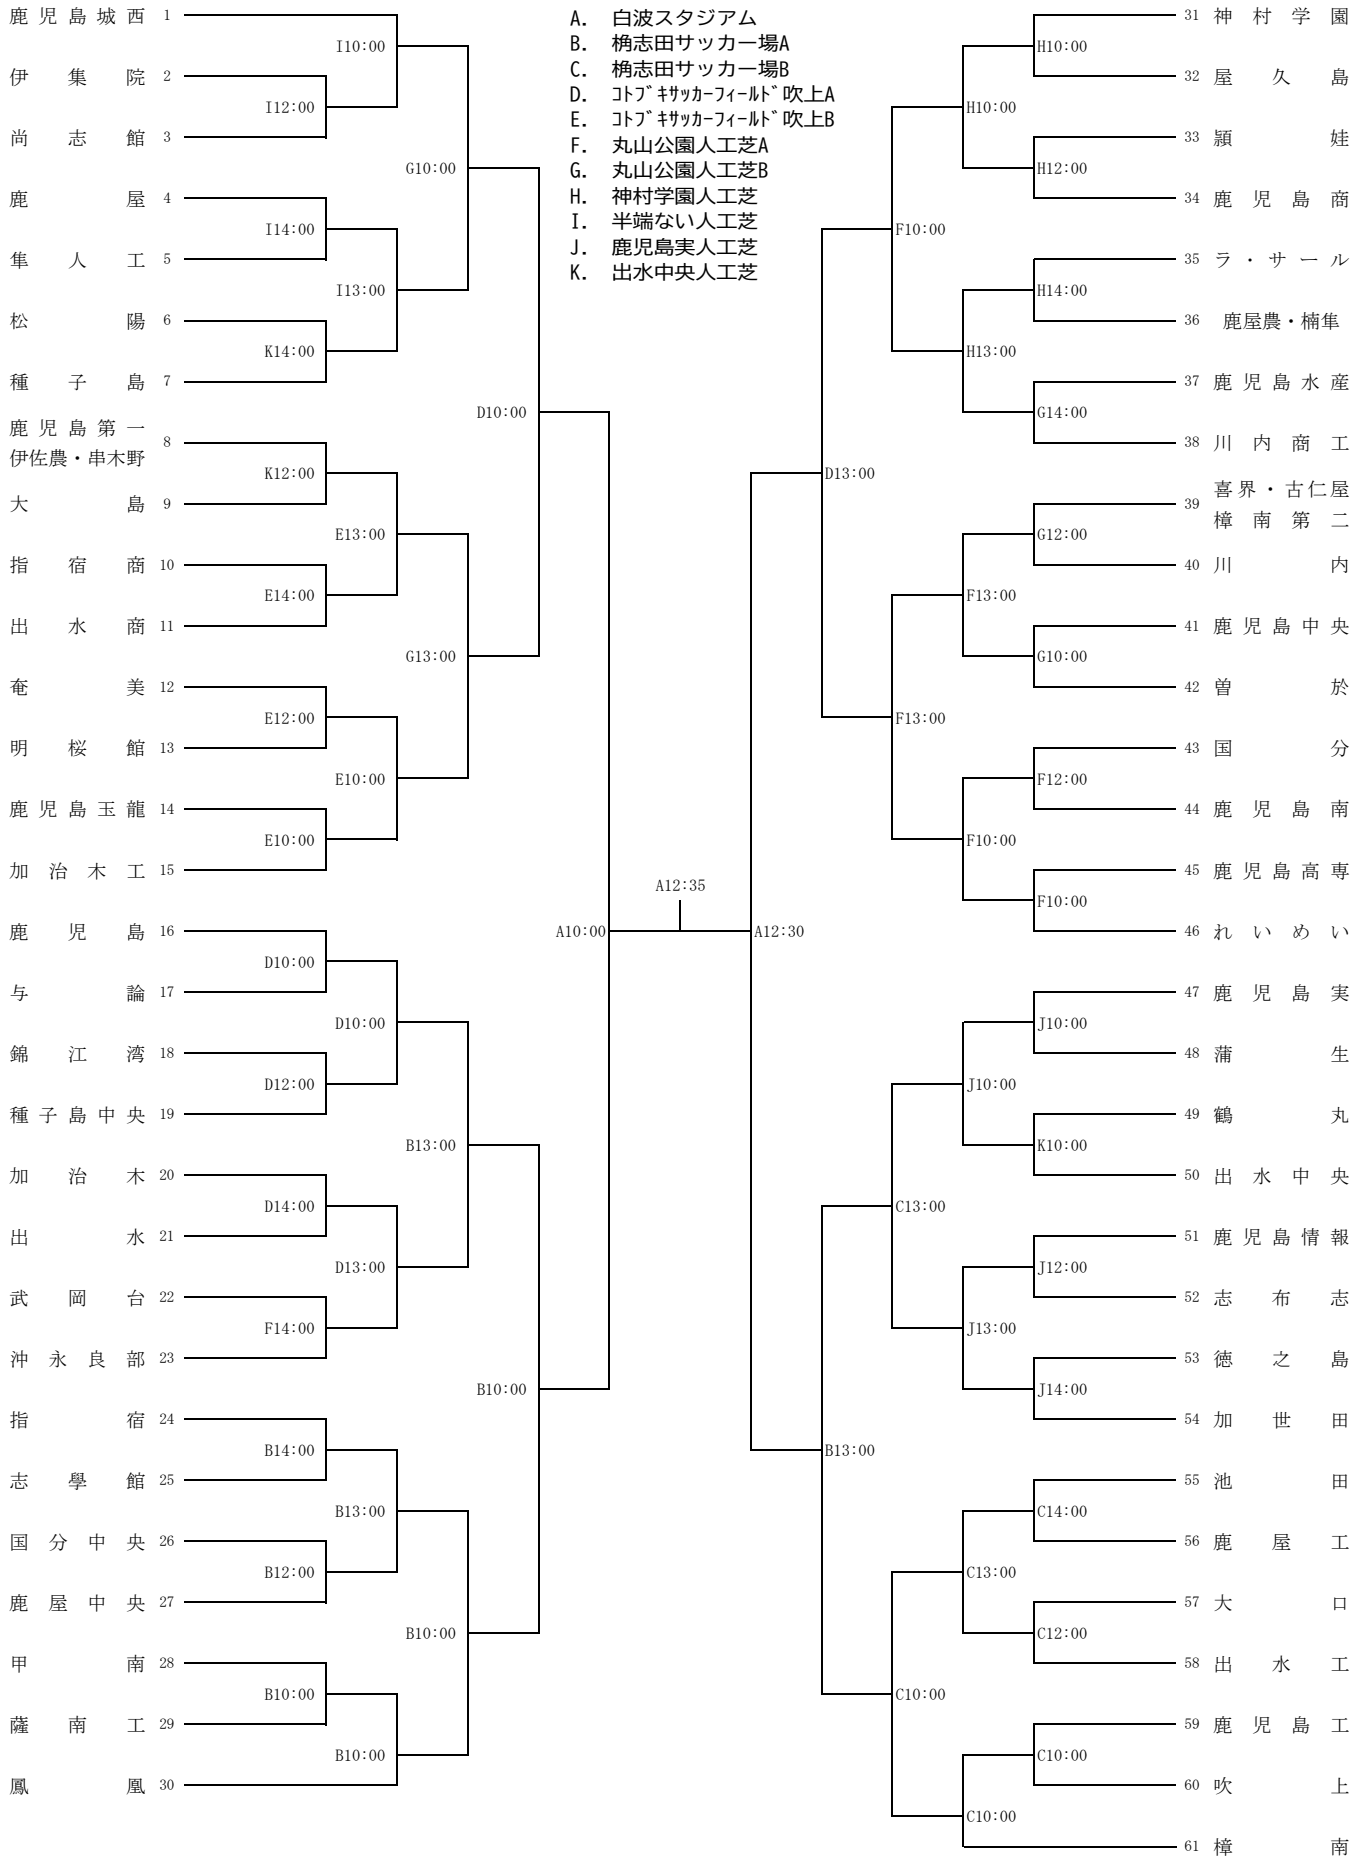 A. 白波スタジアム
B. 桷志田サッカー場A
C. 桷志田サッカー場B
D. ｺﾄﾌﾞｷｻｯｶｰﾌｨｰﾙﾄﾞ吹上A
E. ｺﾄﾌﾞｷｻｯｶｰﾌｨｰﾙﾄﾞ吹上B
F. 丸山公園人工芝A
G. 丸山公園人工芝B
H. 神村学園人工芝
I. 半端ない人工芝
J. 鹿児島実人工芝
K. 出水中央人工芝
鹿児島城西 1
I10:00
伊集院 2
I12:00
尚志館 3
G10:00
鹿屋 4
I14:00
隼人工 5
I13:00
松陽 6
K14:00
種子島 7
D10:00
鹿児島第一
伊佐農・串木野 8
K12:00
大島 9
E13:00
指宿商 10
E14:00
出水商 11
G13:00
奄美 12
E12:00
明桜館 13
E10:00
鹿児島玉龍 14
E10:00
加治木工 15
A12:35
A10:00
鹿児島 16
D10:00
与論 17
D10:00
錦江湾 18
D12:00
種子島中央 19
B13:00
加治木 20
D14:00
出水 21
D13:00
武岡台 22
F14:00
沖永良部 23
B10:00
指宿 24
B14:00
志學館 25
B13:00
国分中央 26
B12:00
鹿屋中央 27
B10:00
甲南 28
B10:00
薩南工 29
B10:00
鳳凰 30
31 神村学園
H10:00
32 屋久島
H10:00
33 頴娃
H12:00
34 鹿児島商
F10:00
35 ラ・サール
H14:00
36 鹿屋農・楠隼
H13:00
37 鹿児島水産
G14:00
38 川内商工
D13:00
39 喜界・古仁屋
樟南第二
G12:00
40 川内
F13:00
41 鹿児島中央
G10:00
42 曽於
F13:00
43 国分
F12:00
44 鹿児島南
F10:00
45 鹿児島高専
F10:00
46 れいめい
A12:30
47 鹿児島実
J10:00
48 蒲生
J10:00
49 鶴丸
K10:00
50 出水中央
C13:00
51 鹿児島情報
J12:00
52 志布志
J13:00
53 徳之島
J14:00
54 加世田
B13:00
55 池田
C14:00
56 鹿屋工
C13:00
57 大口
C12:00
58 出水工
C10:00
59 鹿児島工
C10:00
60 吹上
C10:00
61 樟南